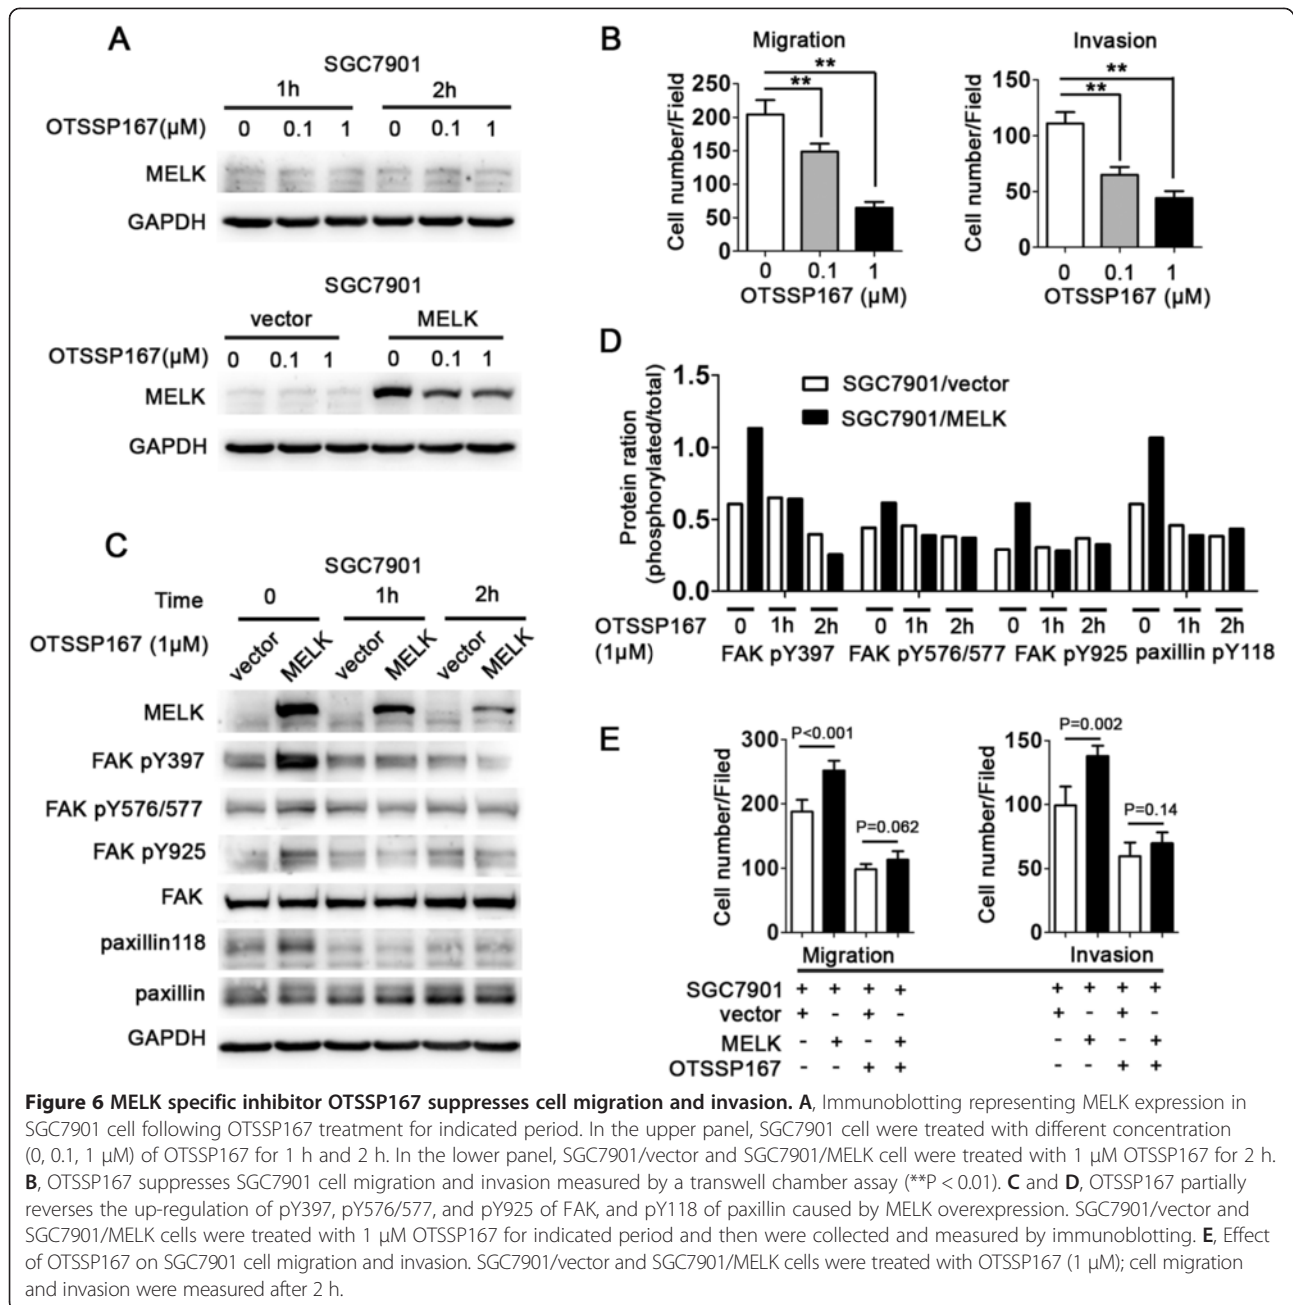 A
SGC7901
1h 2h
OTSSP167(µM) 0 0.1 1 0 0.1 1
MELK
GAPDH
SGC7901
vector MELK
OTSSP167(µM) 0 0.1 1 0 0.1 1
MELK
GAPDH
B
Migration
**
**
Cell number/Field
250
200
150
100
50
0
0 0.1 1
OTSSP167 (µM)
Invasion
**
**
Cell number/Field
150
100
50
0
0 0.1 1
OTSSP167 (µM)
C
SGC7901
Time 0 1h 2h
OTSSP167 (1µM) vector MELK vector MELK vector MELK
MELK
FAK pY397
FAK pY576/577
FAK pY925
FAK
paxillin118
paxillin
GAPDH
D
SGC7901/vector
SGC7901/MELK
Protein ration
(phosphorylated/total)
1.5
1.0
0.5
0.0
OTSSP167 0 1h 2h 0 1h 2h 0 1h 2h 0 1h 2h
(1µM) FAK pY397 FAK pY576/577 FAK pY925 paxillin pY118
E
Cell number/Filed
300
200
100
0
P<0.001
P=0.062
Migration
Cell number/Filed
150
100
50
0
P=0.002
P=0.14
Invasion
SGC7901 + + + + + + + +
vector + - + - + - + -
MELK - + - + - + - +
OTSSP167 - - + + - - + +
Figure 6 MELK specific inhibitor OTSSP167 suppresses cell migration and invasion. A, Immunoblotting representing MELK expression in
SGC7901 cell following OTSSP167 treatment for indicated period. In the upper panel, SGC7901 cell were treated with different concentration
(0, 0.1, 1 µM) of OTSSP167 for 1 h and 2 h. In the lower panel, SGC7901/vector and SGC7901/MELK cell were treated with 1 µM OTSSP167 for 2 h.
B, OTSSP167 suppresses SGC7901 cell migration and invasion measured by a transwell chamber assay (**P < 0.01). C and D, OTSSP167 partially
reverses the up-regulation of pY397, pY576/577, and pY925 of FAK, and pY118 of paxillin caused by MELK overexpression. SGC7901/vector and
SGC7901/MELK cells were treated with 1 µM OTSSP167 for indicated period and then were collected and measured by immunoblotting. E, Effect
of OTSSP167 on SGC7901 cell migration and invasion. SGC7901/vector and SGC7901/MELK cells were treated with OTSSP167 (1 µM); cell migration
and invasion were measured after 2 h.